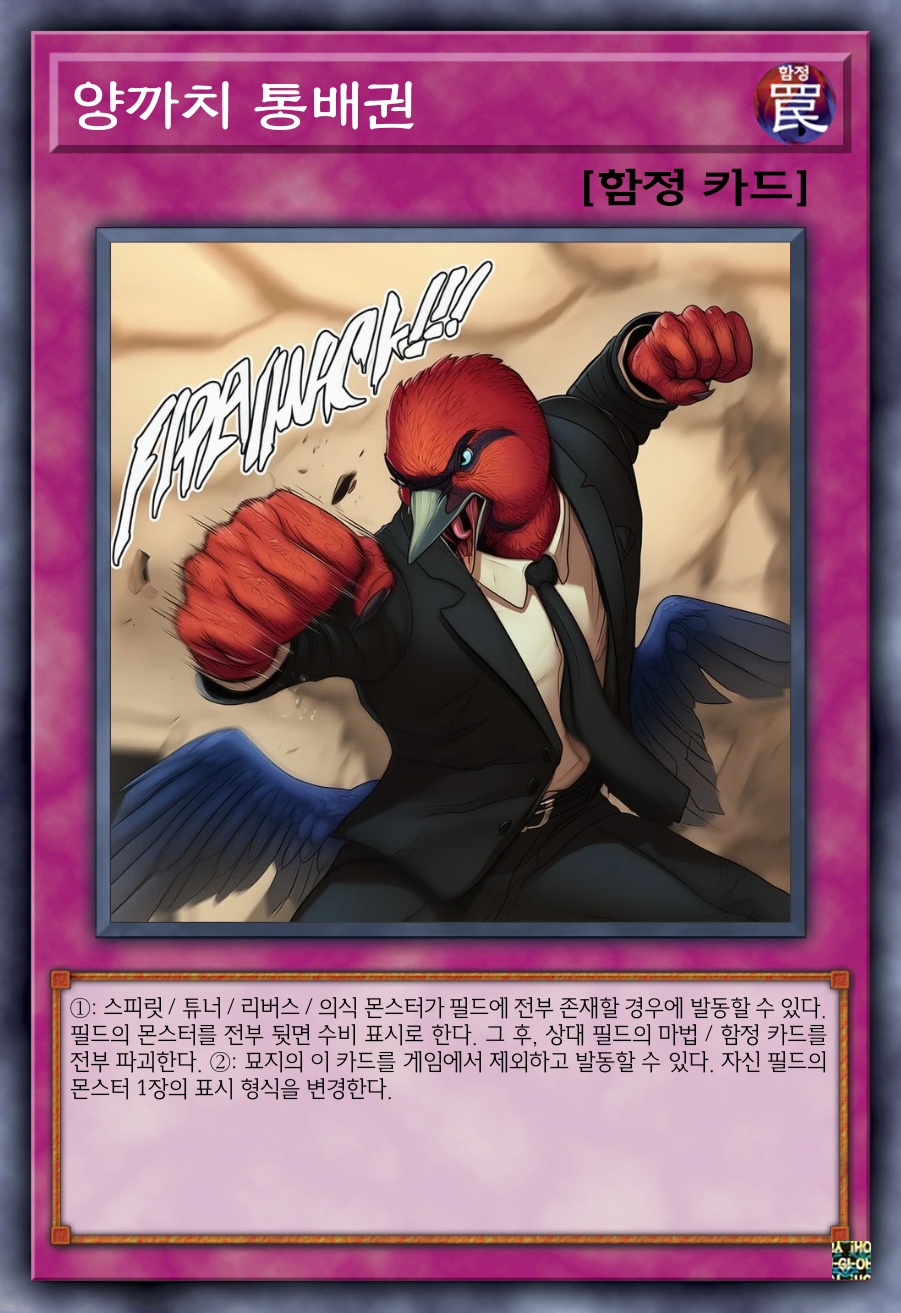 양까치 통배권
함정
罠
[함정 카드]
①: 스피릿 / 튜너 / 리버스 / 의식 몬스터가 필드에 전부 존재할 경우에 발동할 수 있다.
필드의 몬스터를 전부 뒷면 수비 표시로 한다. 그 후, 상대 필드의 마법 / 함정 카드를
전부 파괴한다. ②: 묘지의 이 카드를 게임에서 제외하고 발동할 수 있다. 자신 필드의
몬스터 1장의 표시 형식을 변경한다.